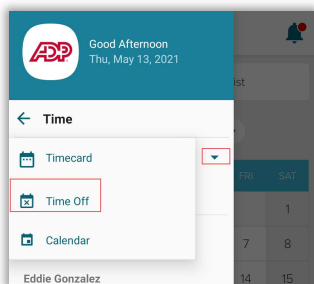 ADP
Good Afternoon
Thu, May 13, 2021
ist
Time
Timecard
Time Off
Calendar
FRI SAT
1
7 8
Eddie Gonzalez
14 15